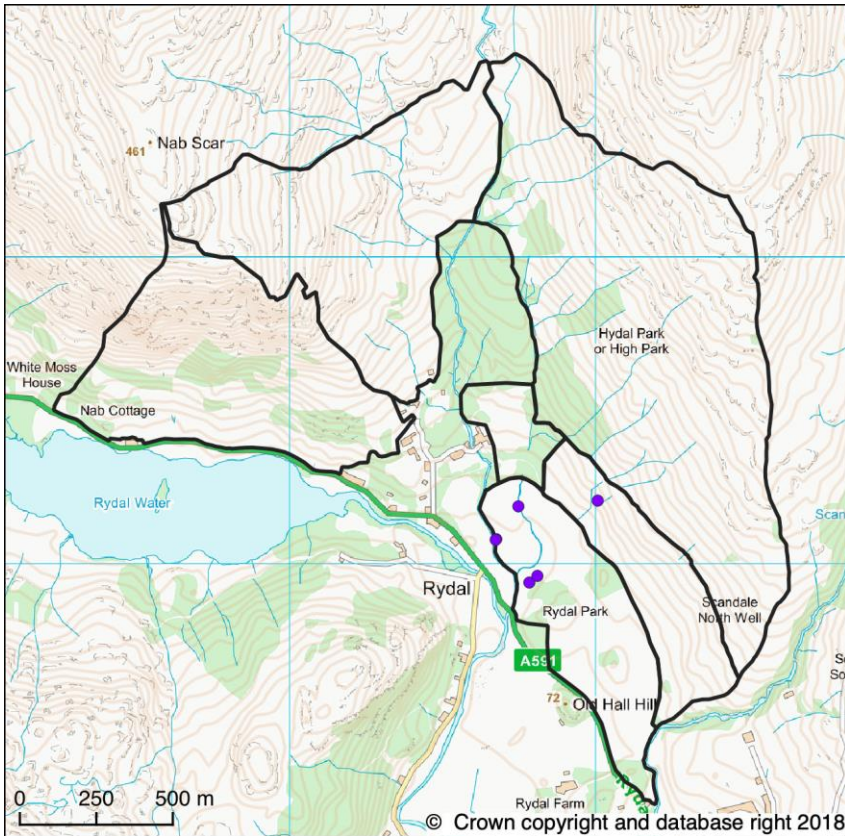 461
Nab Scar
Hydal Park
or High Park
White Moss
House
Nab Cottage
Rydal Water
Scan
Rydal
Rydal Park
Scandale
North Well
A591
72
Old Hall Hill
Rydal Farm
0 250 500 m
© Crown copyright and database right 2018